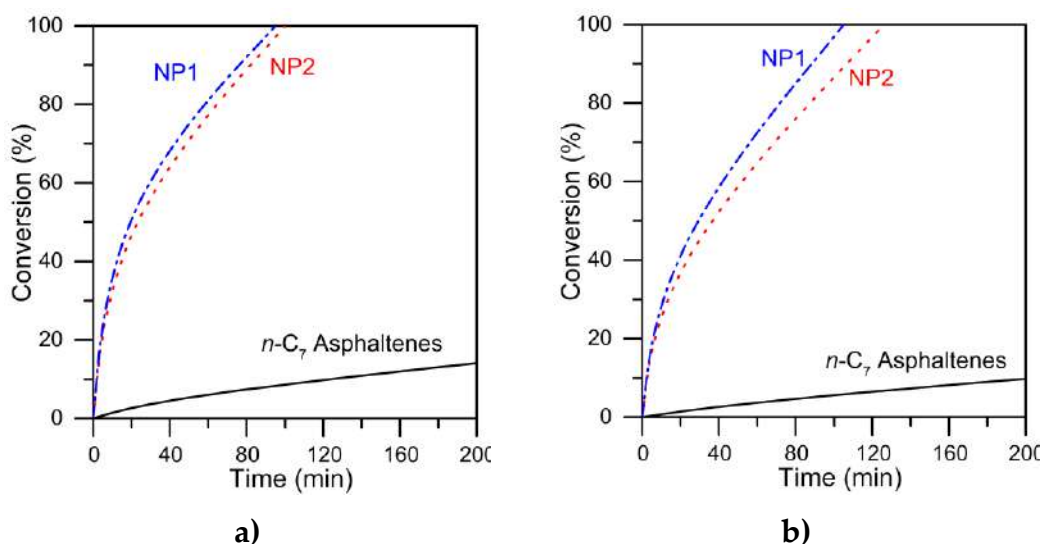 100
80
60
40
20
0
Conversion (%)
NP1
NP2
n-C₇ Asphaltenes
0 40 80 120 160 200
Time (min)
a)
100
80
60
40
20
0
Conversion (%)
NP1
NP2
n-C₇ Asphaltenes
0 40 80 120 160 200
Time (min)
b)